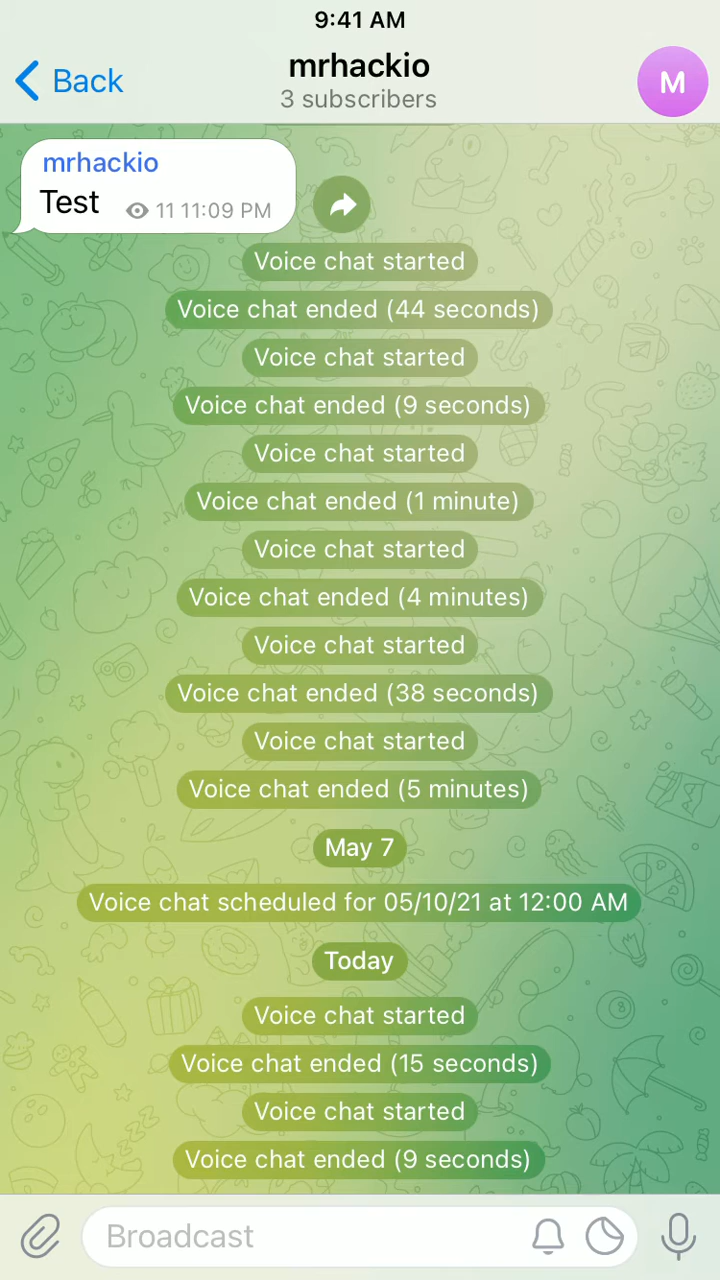 9:41 AM
Back
mrhackio
3 subscribers
M
mrhackio
Test 11 11:09 PM
Voice chat started
Voice chat ended (44 seconds)
Voice chat started
Voice chat ended (9 seconds)
Voice chat started
Voice chat ended (1 minute)
Voice chat started
Voice chat ended (4 minutes)
Voice chat started
Voice chat ended (38 seconds)
Voice chat started
Voice chat ended (5 minutes)
May 7
Voice chat scheduled for 05/10/21 at 12:00 AM
Today
Voice chat started
Voice chat ended (15 seconds)
Voice chat started
Voice chat ended (9 seconds)
Broadcast